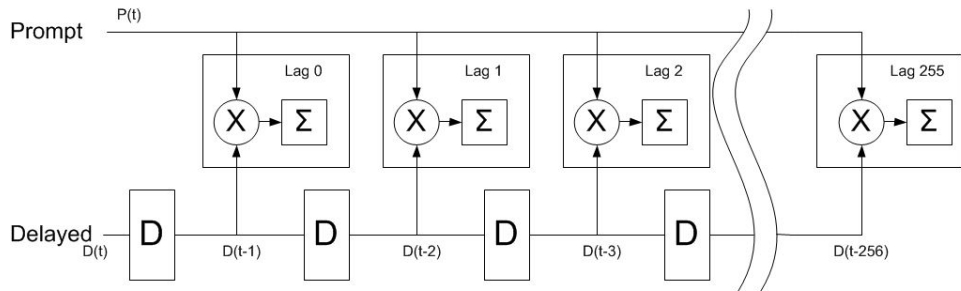 P(t)
Prompt
Lag 0
Lag 1
Lag 2
Lag 255
X Σ
X Σ
X Σ
X Σ
Delayed
D
D
D
D
D(t)
D(t-1)
D(t-2)
D(t-3)
D(t-256)